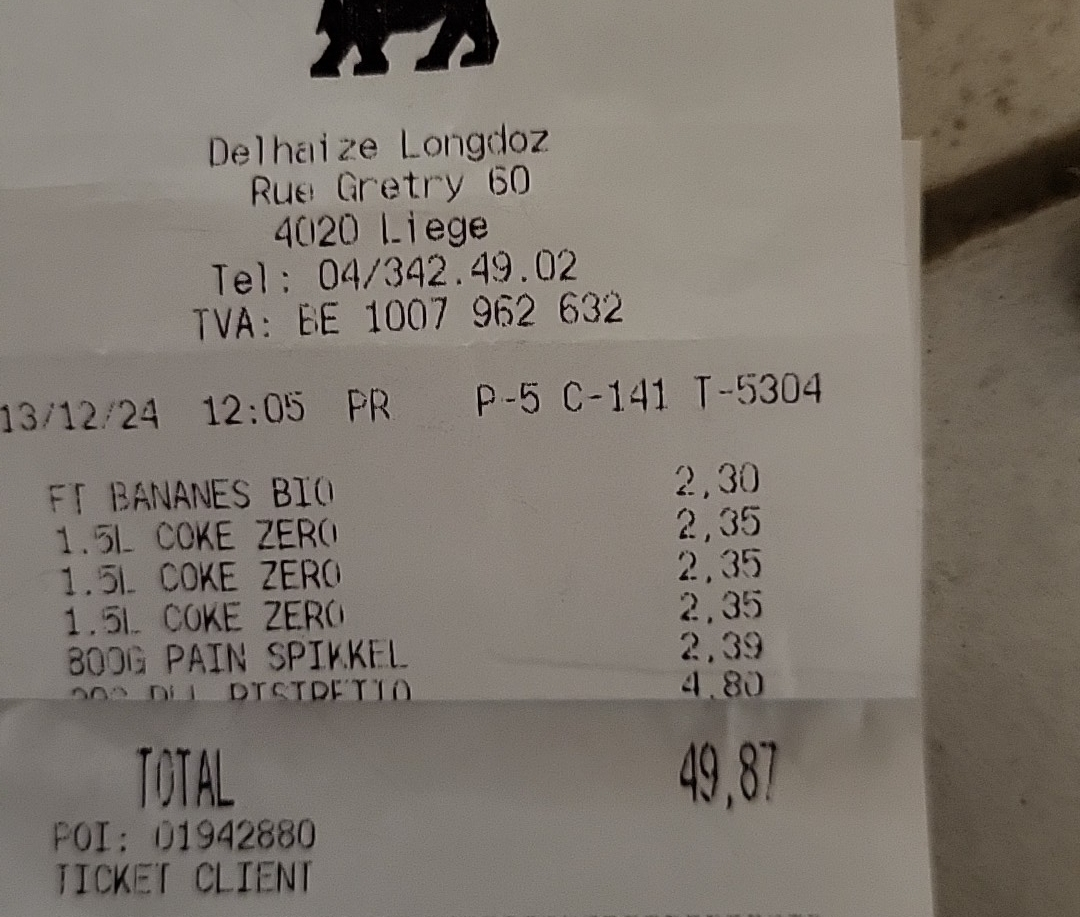 Delhaize Longdoz
Rue Gretry 60
4020 Liege
Tel: 04/342.49.02
TVA: BE 1007 962 632
13/12/24 12:05 PR P-5 C-141 T-5304
FT BANANES BIO 2,30
1.5L COKE ZERO 2,35
1.5L COKE ZERO 2,35
1.5L COKE ZERO 2,35
800G PAIN SPIKKEL 2,39
DLL RISTRETTO 4,80
TOTAL 49,87
POI: 01942880
TICKET CLIENT